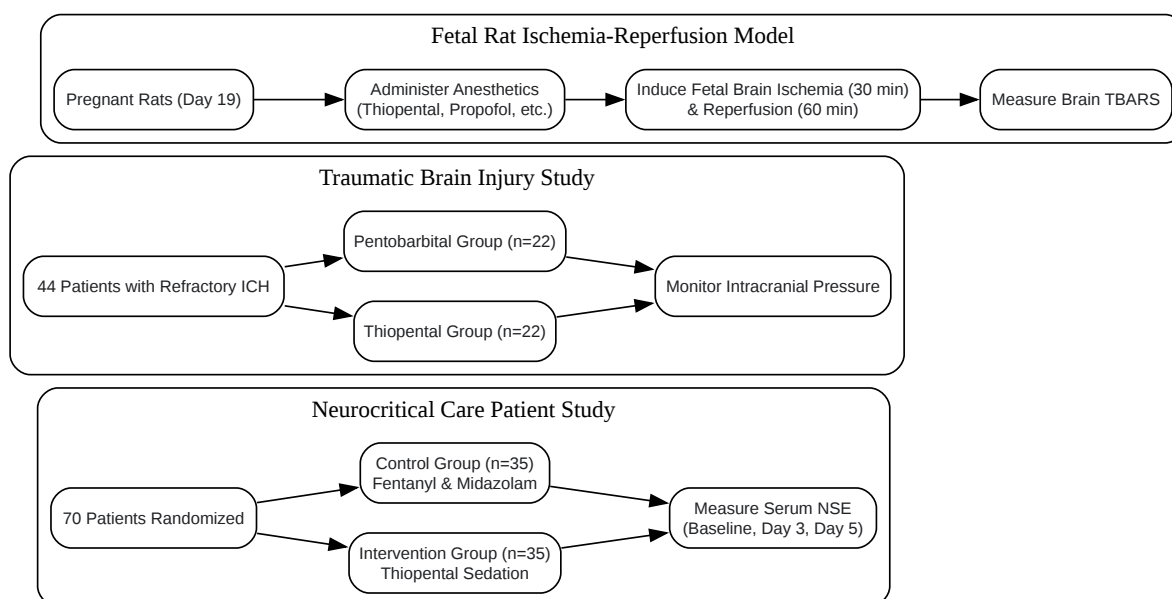 Fetal Rat Ischemia-Reperfusion Model
Pregnant Rats (Day 19)
Administer Anesthetics
(Thiopental, Propofol, etc.)
Induce Fetal Brain Ischemia (30 min)
& Reperfusion (60 min)
Measure Brain TBARS
Traumatic Brain Injury Study
44 Patients with Refractory ICH
Pentobarbital Group (n=22)
Thiopental Group (n=22)
Monitor Intracranial Pressure
Neurocritical Care Patient Study
70 Patients Randomized
Control Group (n=35)
Fentanyl & Midazolam
Intervention Group (n=35)
Thiopental Sedation
Measure Serum NSE
(Baseline, Day 3, Day 5)